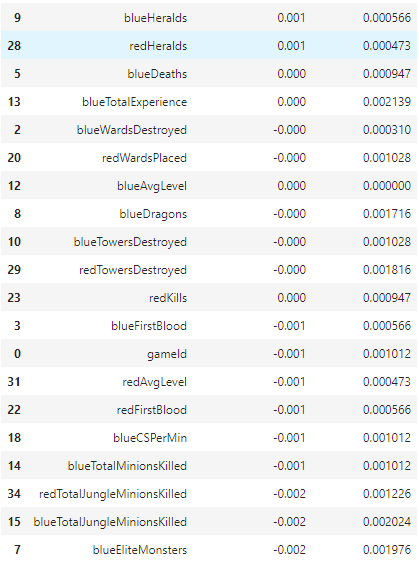 9 blueHeralds 0.001 0.000566
28 redHeralds 0.001 0.000473
5 blueDeaths 0.000 0.000947
13 blueTotalExperience 0.000 0.002139
2 blueWardsDestroyed -0.000 0.000310
20 redWardsPlaced -0.000 0.001028
12 blueAvgLevel 0.000 0.000000
8 blueDragons -0.000 0.001716
10 blueTowersDestroyed -0.000 0.001028
29 redTowersDestroyed -0.000 0.001816
23 redKills 0.000 0.000947
3 blueFirstBlood -0.001 0.000566
0 gameId -0.001 0.001012
31 redAvgLevel -0.001 0.000473
22 redFirstBlood -0.001 0.000566
18 blueCSPerMin -0.001 0.001012
14 blueTotalMinionsKilled -0.001 0.001012
34 redTotalJungleMinionsKilled -0.002 0.001226
15 blueTotalJungleMinionsKilled -0.002 0.002024
7 blueEliteMonsters -0.002 0.001976